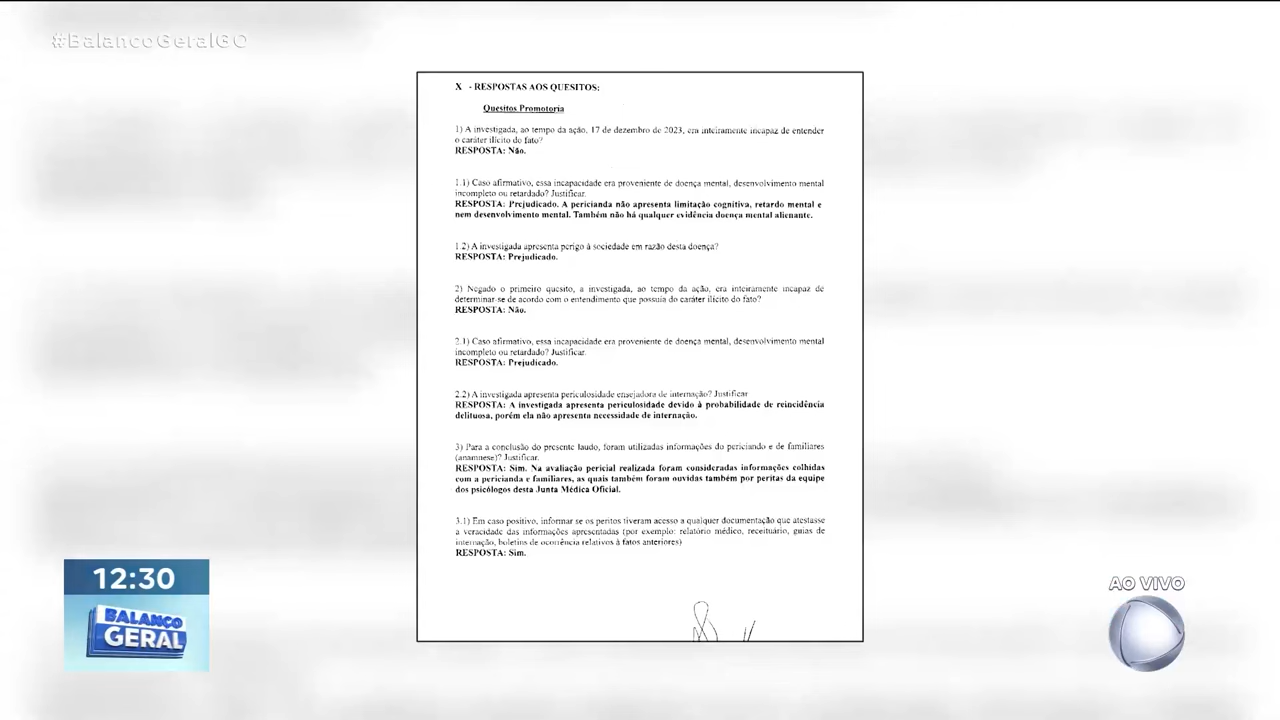 #BalancoGeralGO
X - RESPOSTAS AOS QUESITOS:
Quesitos Promotoria
1) A investigada, ao tempo da ação, 17 de dezembro de 2023, era inteiramente incapaz de entender
o caráter ilícito do fato?
RESPOSTA: Não.
1.1) Caso afirmativo, essa incapacidade era proveniente de doença mental, desenvolvimento mental
incompleto ou retardado? Justificar.
RESPOSTA: Prejudicado. A pericianda não apresenta limitação cognitiva, retardo mental e
nem desenvolvimento mental. Também não há qualquer evidência doença mental alienante.
1.2) A investigada apresenta perigo à sociedade em razão desta doença?
RESPOSTA: Prejudicado.
2) Negado o primeiro quesito, a investigada, ao tempo da ação, era inteiramente incapaz de
determinar-se de acordo com o entendimento que possuía do caráter ilícito do fato?
RESPOSTA: Não.
2.1) Caso afirmativo, essa incapacidade era proveniente de doença mental, desenvolvimento mental
incompleto ou retardado? Justificar.
RESPOSTA: Prejudicado.
2.2) A investigada apresenta periculosidade ensejadora de internação? Justificar
RESPOSTA: A investigada apresenta periculosidade devido à probabilidade de reincidência
delituosa, porém ela não apresenta necessidade de internação.
3) Para a conclusão do presente laudo, foram utilizadas informações do periciando e de familiares
(anamnese)? Justificar.
RESPOSTA: Sim. Na avaliação pericial realizada foram consideradas informações colhidas
com a pericianda e familiares, as quais também foram ouvidas também por peritas da equipe
dos psicólogos desta Junta Médica Oficial.
3.1) Em caso positivo, informar se os peritos tiveram acesso a qualquer documentação que atestasse
a veracidade das informações apresentadas (por exemplo: relatório médico, receituário, guias de
internação, boletins de ocorrência relativos à fatos anteriores)
RESPOSTA: Sim.
12:30
BALANÇO
GERAL
AO VIVO